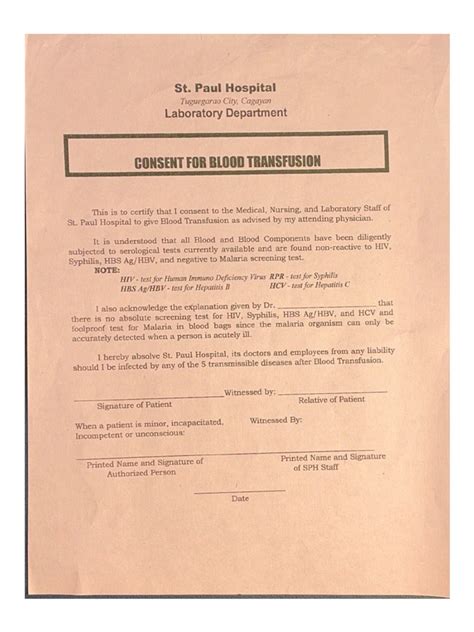 St. Paul Hospital
Tuguegarao City, Cagayan
Laboratory Department
CONSENT FOR BLOOD TRANSFUSION
This is to certify that I consent to the Medical, Nursing, and Laboratory Staff of
St. Paul Hospital to give Blood Transfusion as advised by my attending physician.
It is understood that all Blood and Blood Components have been diligently
subjected to serological tests currently available and are found non-reactive to HIV,
Syphilis, HBS Ag/HBV, and negative to Malaria screening test.
NOTE:
HIV - test for Human Immuno Deficiency Virus RPR - test for Syphilis
HBS Ag/HBV - test for Hepatitis B HCV - test for Hepatitis C
I also acknowledge the explanation given by Dr. ____________________ that
there is no absolute screening test for HIV, Syphilis, HBS Ag/HBV, and HCV and
foolproof test for Malaria in blood bags since the malaria organism can only be
accurately detected when a person is acutely ill.
I hereby absolve St. Paul Hospital, its doctors and employees from any liability
should I be infected by any of the 5 transmissible diseases after Blood Transfusion.
Witnessed by:
Signature of Patient Relative of Patient
When a patient is minor, incapacitated, Witnessed By:
Incompetent or unconscious:
Printed Name and Signature of Printed Name and Signature
Authorized Person of SPH Staff
/
Date